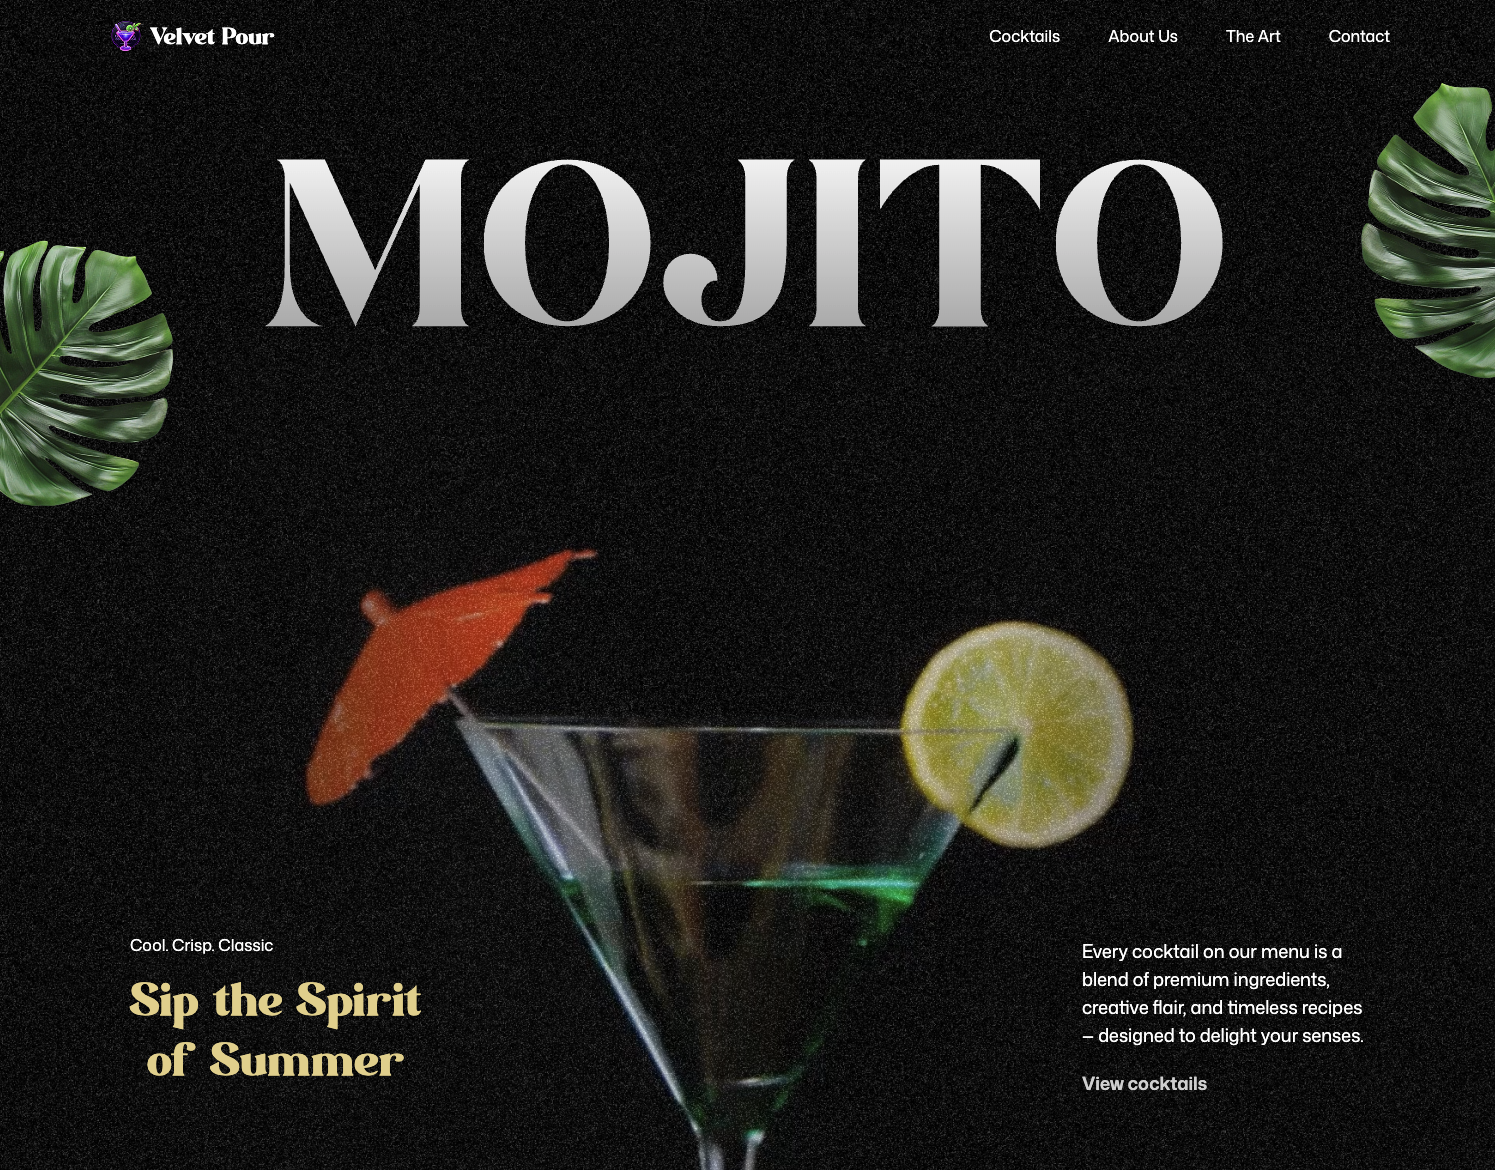 Velvet Pour
Cocktails
About Us
The Art
Contact
MOJITO
Cool. Crisp. Classic
Sip the Spirit
of Summer
Every cocktail on our menu is a
blend of premium ingredients,
creative flair, and timeless recipes
– designed to delight your senses.
View cocktails